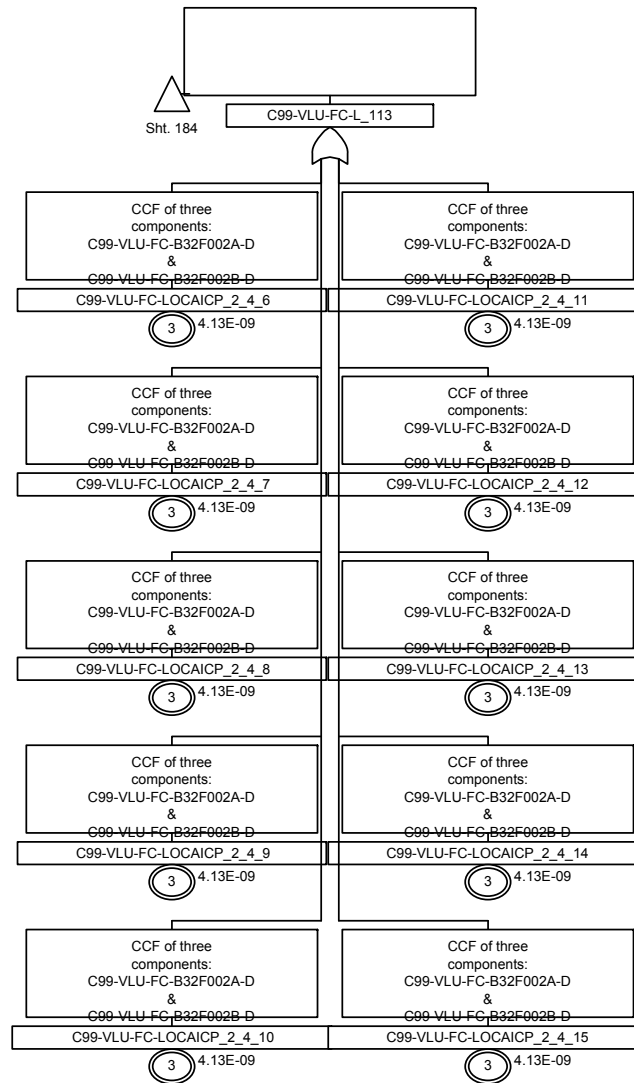 Sht. 184
C99-VLU-FC-L_113
CCF of three
components:
C99-VLU-FC-B32F002A-D
&
C99-VLU-FC-B32F002B-D
C99-VLU-FC-LOCAICP_2_4_6
3
4.13E-09
CCF of three
components:
C99-VLU-FC-B32F002A-D
&
C99-VLU-FC-B32F002B-D
C99-VLU-FC-LOCAICP_2_4_11
3
4.13E-09
CCF of three
components:
C99-VLU-FC-B32F002A-D
&
C99-VLU-FC-B32F002B-D
C99-VLU-FC-LOCAICP_2_4_7
3
4.13E-09
CCF of three
components:
C99-VLU-FC-B32F002A-D
&
C99-VLU-FC-B32F002B-D
C99-VLU-FC-LOCAICP_2_4_12
3
4.13E-09
CCF of three
components:
C99-VLU-FC-B32F002A-D
&
C99-VLU-FC-B32F002B-D
C99-VLU-FC-LOCAICP_2_4_8
3
4.13E-09
CCF of three
components:
C99-VLU-FC-B32F002A-D
&
C99-VLU-FC-B32F002B-D
C99-VLU-FC-LOCAICP_2_4_13
3
4.13E-09
CCF of three
components:
C99-VLU-FC-B32F002A-D
&
C99-VLU-FC-B32F002B-D
C99-VLU-FC-LOCAICP_2_4_9
3
4.13E-09
CCF of three
components:
C99-VLU-FC-B32F002A-D
&
C99-VLU-FC-B32F002B-D
C99-VLU-FC-LOCAICP_2_4_14
3
4.13E-09
CCF of three
components:
C99-VLU-FC-B32F002A-D
&
C99-VLU-FC-B32F002B-D
C99-VLU-FC-LOCAICP_2_4_10
3
4.13E-09
CCF of three
components:
C99-VLU-FC-B32F002A-D
&
C99-VLU-FC-B32F002B-D
C99-VLU-FC-LOCAICP_2_4_15
3
4.13E-09